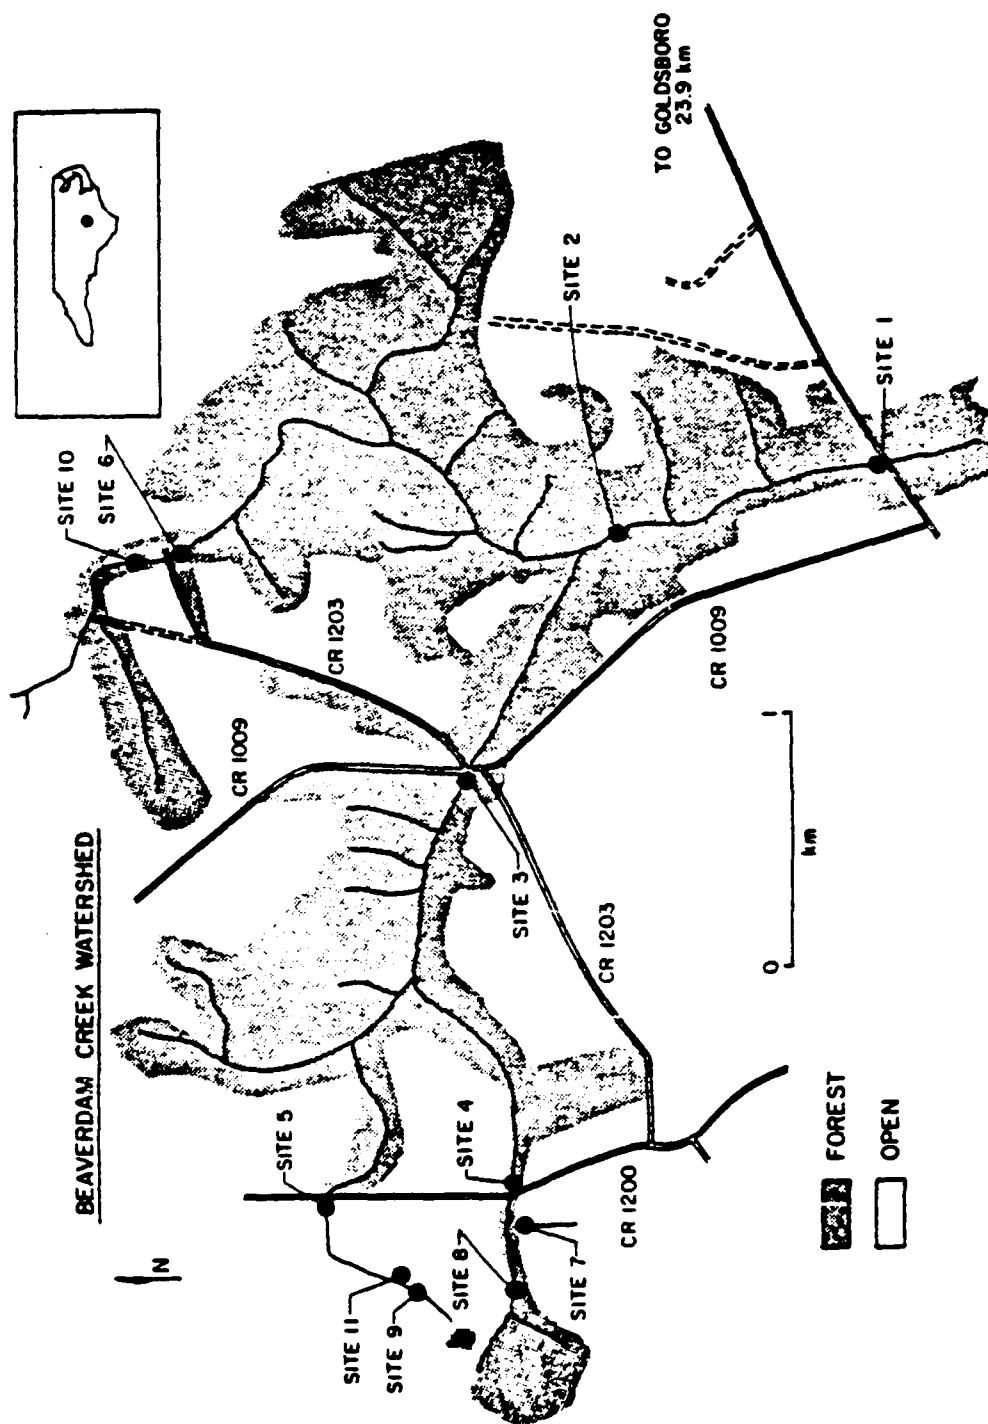 BEAVERDAM CREEK WATERSHED
N
SITE 10
SITE 6
TO GOLDSBORO
23.9 km
SITE 2
SITE 1
CR 1203
CR 1009
CR 1009
SITE 3
CR 1203
SITE 5
SITE 4
SITE 11
SITE 9
SITE 8
SITE 7
CR 1200
0 1
km
FOREST
OPEN